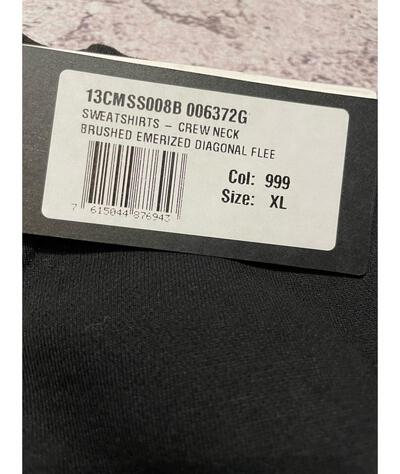 13CMSS008B 006372G
SWEATSHIRTS - CREW NECK
BRUSHED EMERIZED DIAGONAL FLEE
Col: 999
Size: XL
7 615044 876943